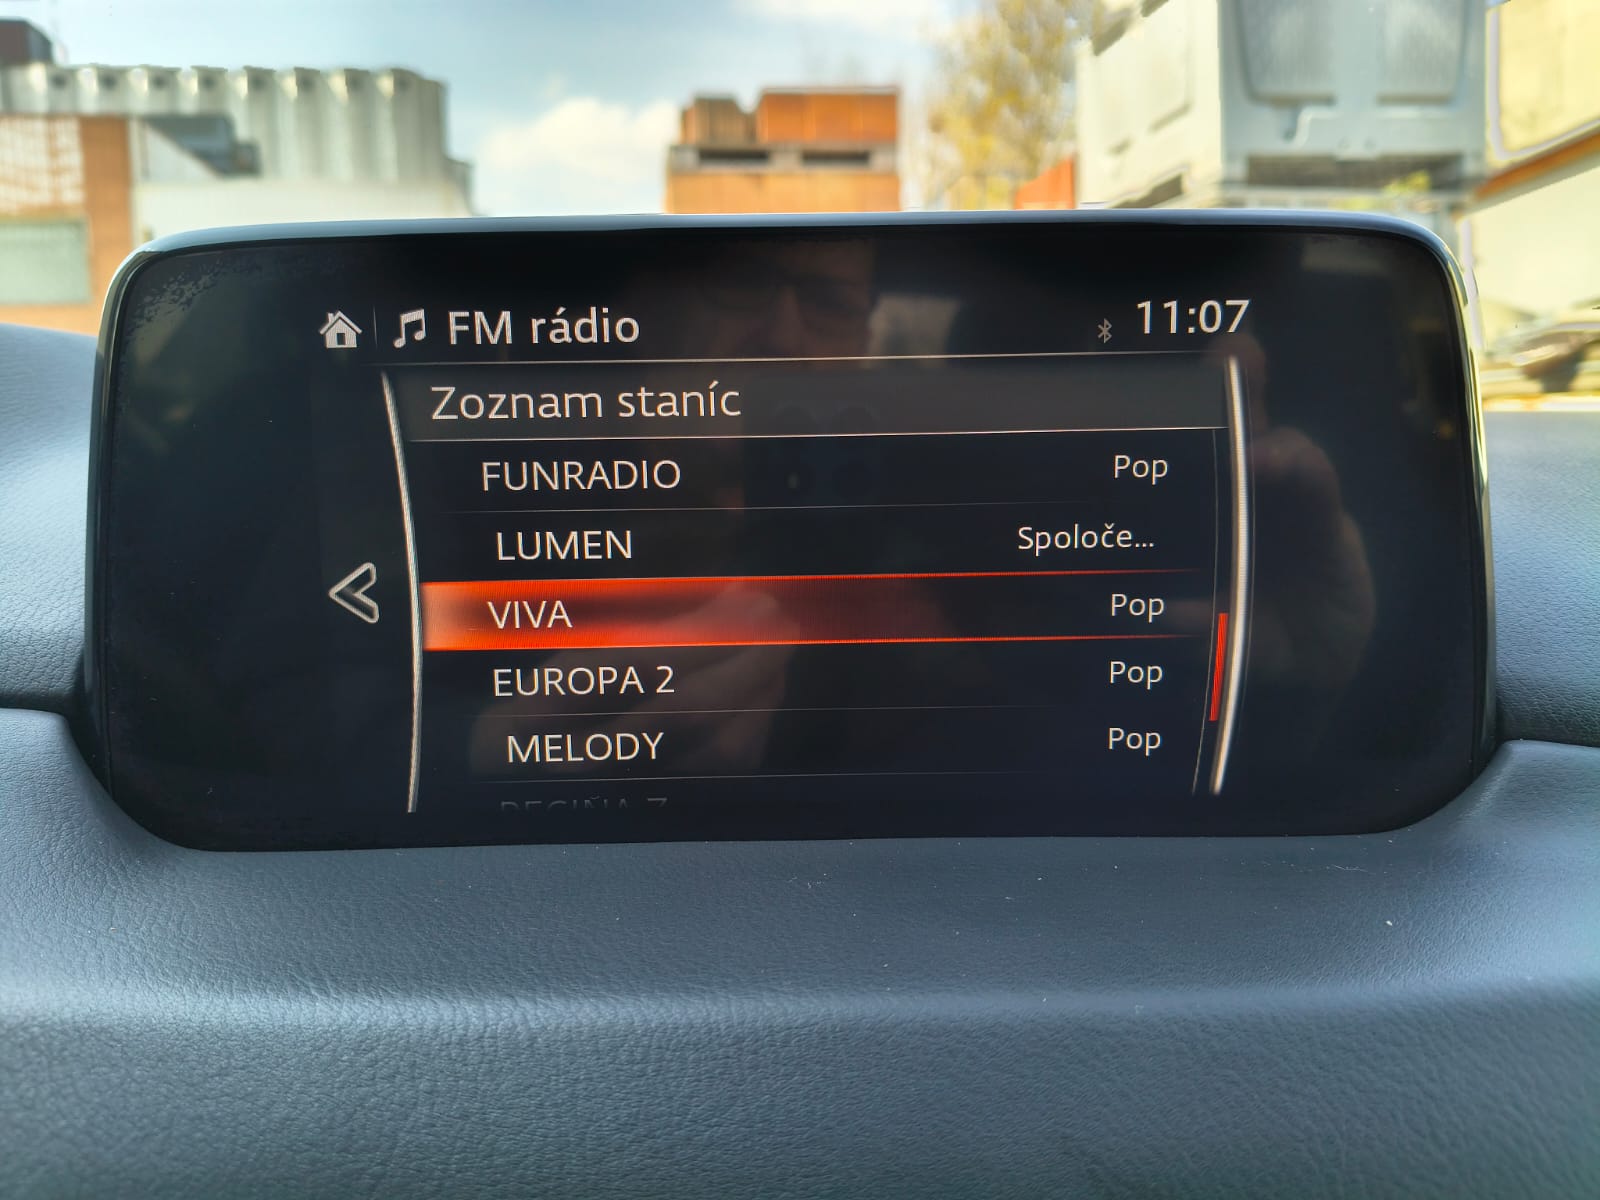 FM rádio 11:07
Zoznam staníc
FUNRADIO Pop
LUMEN Spoloče...
VIVA Pop
EUROPA 2 Pop
MELODY Pop